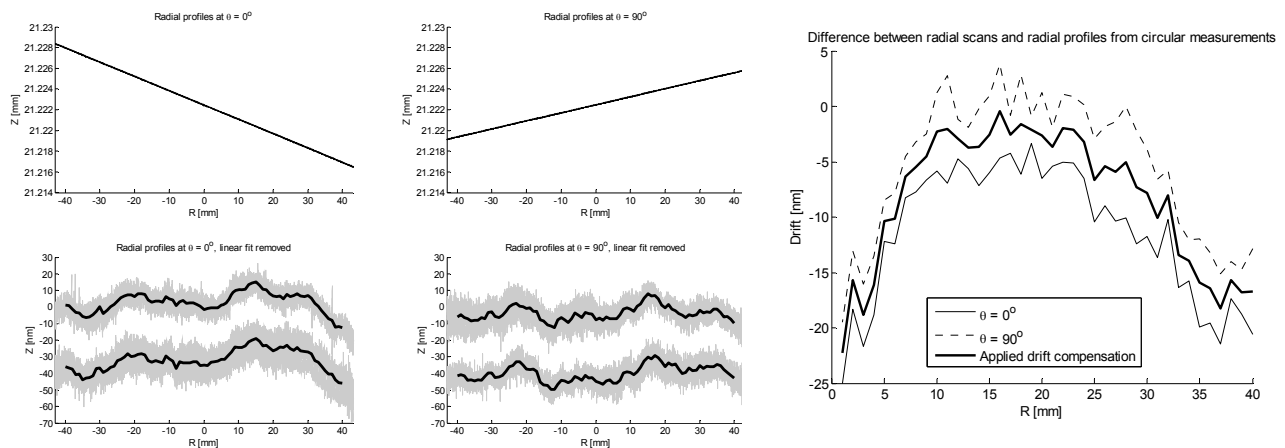 Radial profiles at θ = 0°
21.23
21.228
21.226
21.224
21.222
21.22
21.218
21.216
21.214
Z [mm]
-40 -30 -20 -10 0 10 20 30 40
R [mm]
Radial profiles at θ = 90°
21.23
21.228
21.226
21.224
21.222
21.22
21.218
21.216
21.214
Z [mm]
-40 -30 -20 -10 0 10 20 30 40
R [mm]
Radial profiles at θ = 0°, linear fit removed
30
20
10
0
-10
-20
-30
-40
-50
-60
-70
Z [nm]
-40 -30 -20 -10 0 10 20 30 40
R [mm]
Radial profiles at θ = 90°, linear fit removed
30
20
10
0
-10
-20
-30
-40
-50
-60
-70
Z [nm]
-40 -30 -20 -10 0 10 20 30 40
R [mm]
Difference between radial scans and radial profiles from circular measurements
5
0
-5
-10
-15
-20
-25
Drift [nm]
θ = 0°
θ = 90°
Applied drift compensation
0 5 10 15 20 25 30 35 40
R [mm]